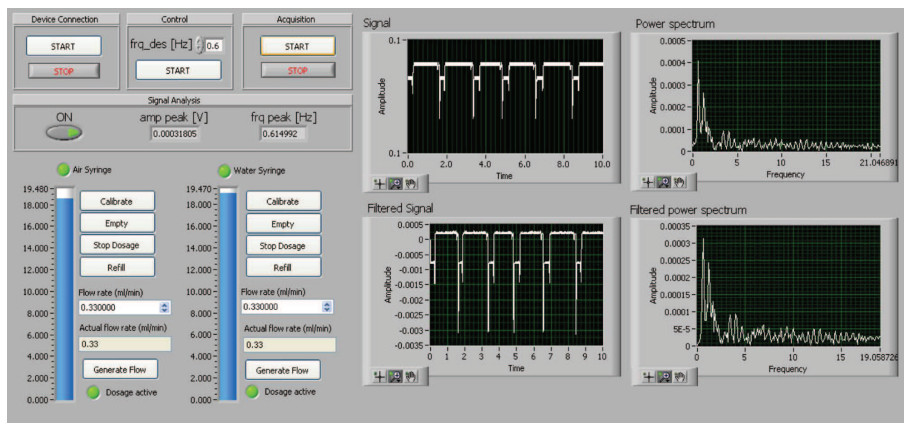 Device Connection
START
STOP
Control
frq_des [Hz] 0.6
START
Acquisition
START
STOP
Signal Analysis
ON
amp peak [V]
0.00031805
frq peak [Hz]
0.614992
Air Syringe
19.480
18.000
16.000
14.000
12.000
10.000
8.000
6.000
4.000
2.000
0.000
Calibrate
Empty
Stop Dosage
Refill
Flow rate (ml/min)
0.330000
Actual flow rate (ml/min)
0.33
Generate Flow
Dosage active
Water Syringe
19.470
18.000
16.000
14.000
12.000
10.000
8.000
6.000
4.000
2.000
0.000
Calibrate
Empty
Stop Dosage
Refill
Flow rate (ml/min)
0.330000
Actual flow rate (ml/min)
0.33
Generate Flow
Dosage active
Signal
Amplitude
0.1
0.1
0.0 2.0 4.0 6.0 8.0 10.0
Time
Power spectrum
Amplitude
0.0005
0.0004
0.0003
0.0002
0.0001
0
0 5 10 15 21.046891
Frequency
Filtered Signal
Amplitude
0.0005
0
-0.0005
-0.001
-0.0015
-0.002
-0.0025
-0.003
-0.0035
0 1 2 3 4 5 6 7 8 9 10
Time
Filtered power spectrum
Amplitude
0.00035
0.0003
0.00025
0.0002
0.00015
0.0001
5E-5
0
0 5 10 15 19.058726
Frequency